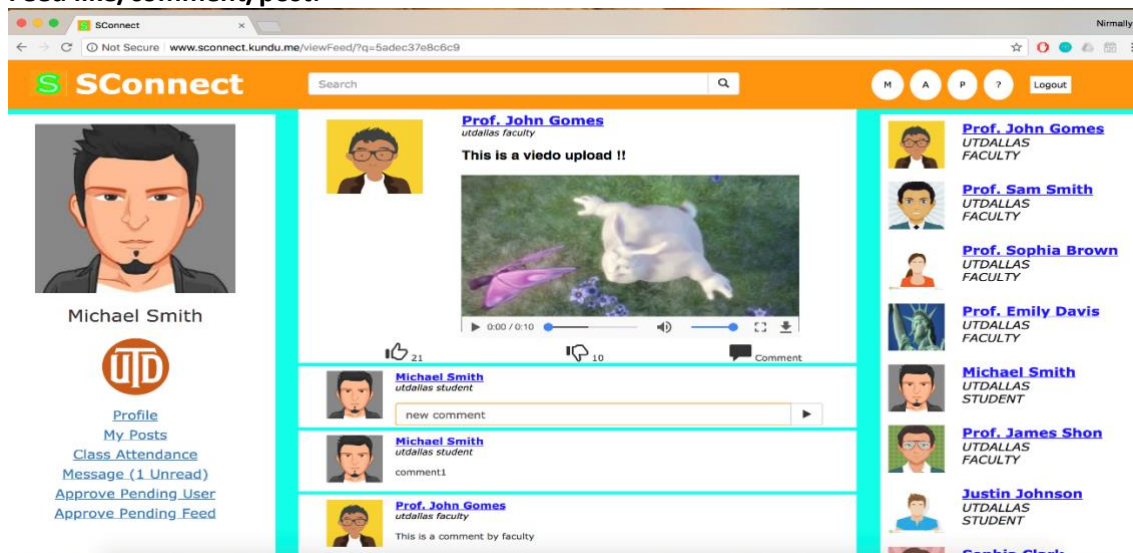 Feed like/comment/post:
SConnect
Nirmally
Not Secure www.sconnect.kundu.me/viewFeed/?q=5adec37e8c6c9
S SConnect
Search
M A P ? Logout
Michael Smith
UTD
Profile
My Posts
Class Attendance
Message (1 Unread)
Approve Pending User
Approve Pending Feed
Prof. John Gomes
utdallas faculty
This is a viedo upload !!
0:00 / 0:10
21 10 Comment
Michael Smith
utdallas student
new comment
Michael Smith
utdallas student
comment1
Prof. John Gomes
utdallas faculty
This is a comment by faculty
Prof. John Gomes
UTDALLAS
FACULTY
Prof. Sam Smith
UTDALLAS
FACULTY
Prof. Sophia Brown
UTDALLAS
FACULTY
Prof. Emily Davis
UTDALLAS
FACULTY
Michael Smith
UTDALLAS
STUDENT
Prof. James Shon
UTDALLAS
FACULTY
Justin Johnson
UTDALLAS
STUDENT
Sophia Clark